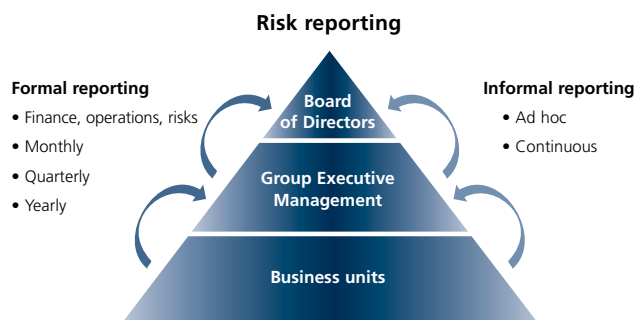 Risk reporting
Formal reporting
• Finance, operations, risks
• Monthly
• Quarterly
• Yearly
Board
of Directors
Group Executive
Management
Business units
Informal reporting
• Ad hoc
• Continuous